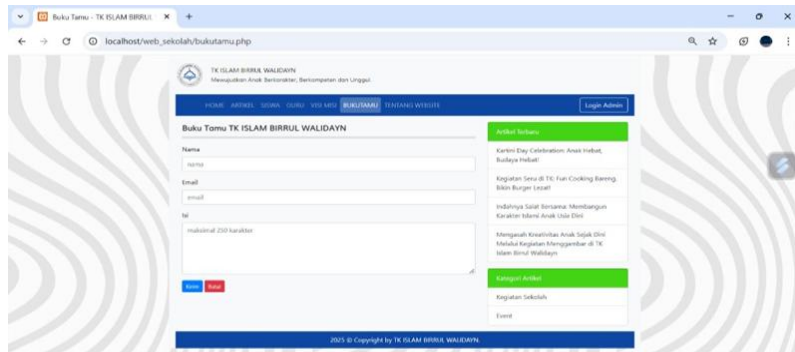 Buku Tamu - TK ISLAM BIRRUL
localhost/web_sekolah/bukutamu.php
TK ISLAM BIRRUL WALIDAYN
Mewujudkan Anak Berkarakter, Berkompeten dan Unggul.
HOME ARTIKEL SISWA GURU VISI MISI BUKUTAMU TENTANG WEBSITE
Login Admin
Buku Tamu TK ISLAM BIRRUL WALIDAYN
Nama
nama
Email
email
Isi
maksimal 250 karakter
Kirim Batal
Artikel Terbaru
Kartini Day Celebration: Anak Hebat,
Budaya Hebat!
Kegiatan Seru di TK: Fun Cooking Bareng,
Bikin Burger Lezat!
Indahnya Salat Bersama: Membangun
Karakter Islami Anak Usia Dini
Mengasah Kreativitas Anak Sejak Dini
Melalui Kegiatan Menggambar di TK
Islam Birrul Walidayn
Kategori Artikel
Kegiatan Sekolah
Event
2025 © Copyright by TK ISLAM BIRRUL WALIDAYN.